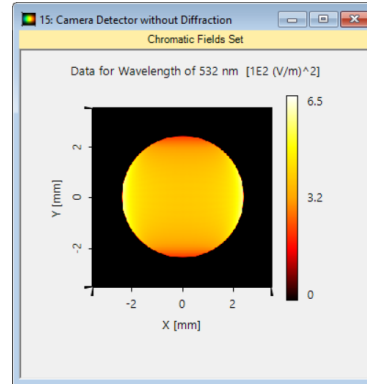 15: Camera Detector without Diffraction
Chromatic Fields Set
Data for Wavelength of 532 nm  [1E2 (V/m)^2]
6.5
3.2
0
Y [mm]
2
0
-2
-2
0
2
X [mm]